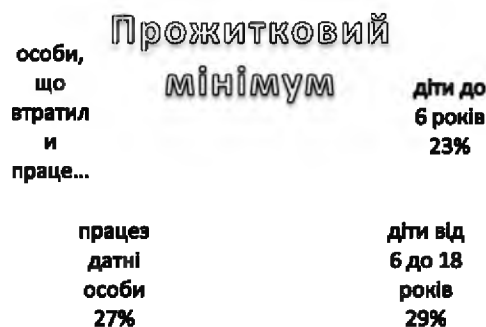 Прожитковий
мінімум
особи,
що
втратил
и
праце...
діти до
6 років
23%
працез
датні
особи
27%
діти від
6 до 18
років
29%